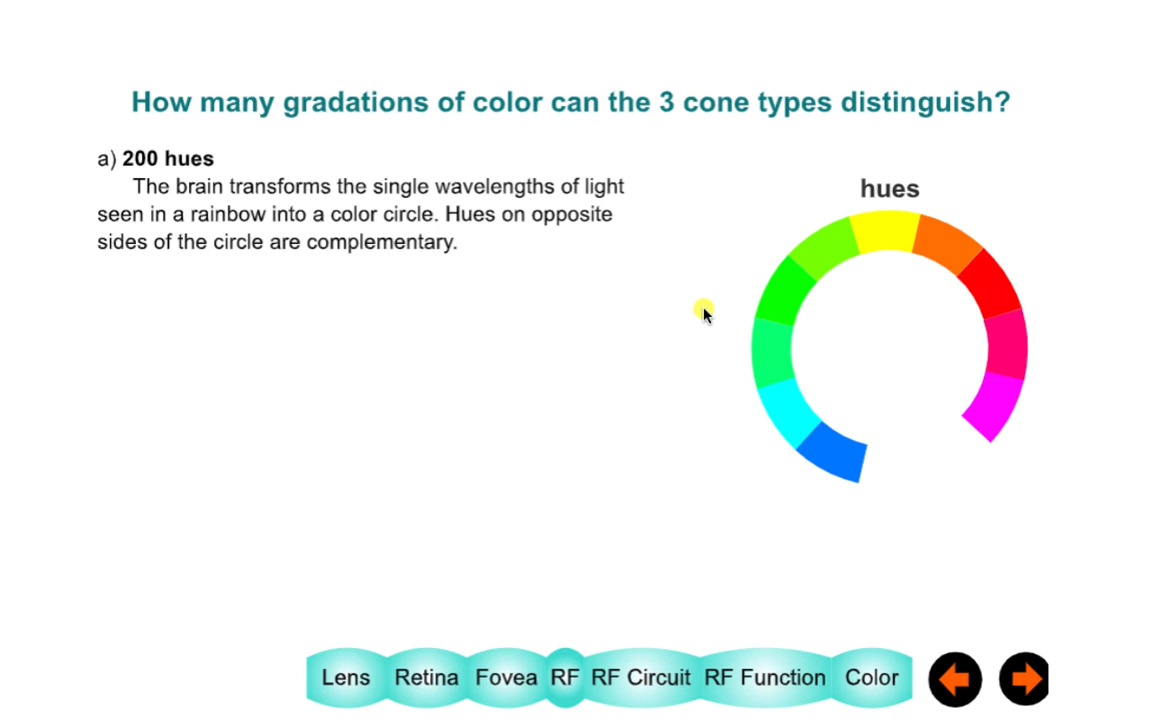 How many gradations of color can the 3 cone types distinguish?
a) 200 hues
The brain transforms the single wavelengths of light
seen in a rainbow into a color circle. Hues on opposite
sides of the circle are complementary.
hues
Lens Retina Fovea RF RF Circuit RF Function Color